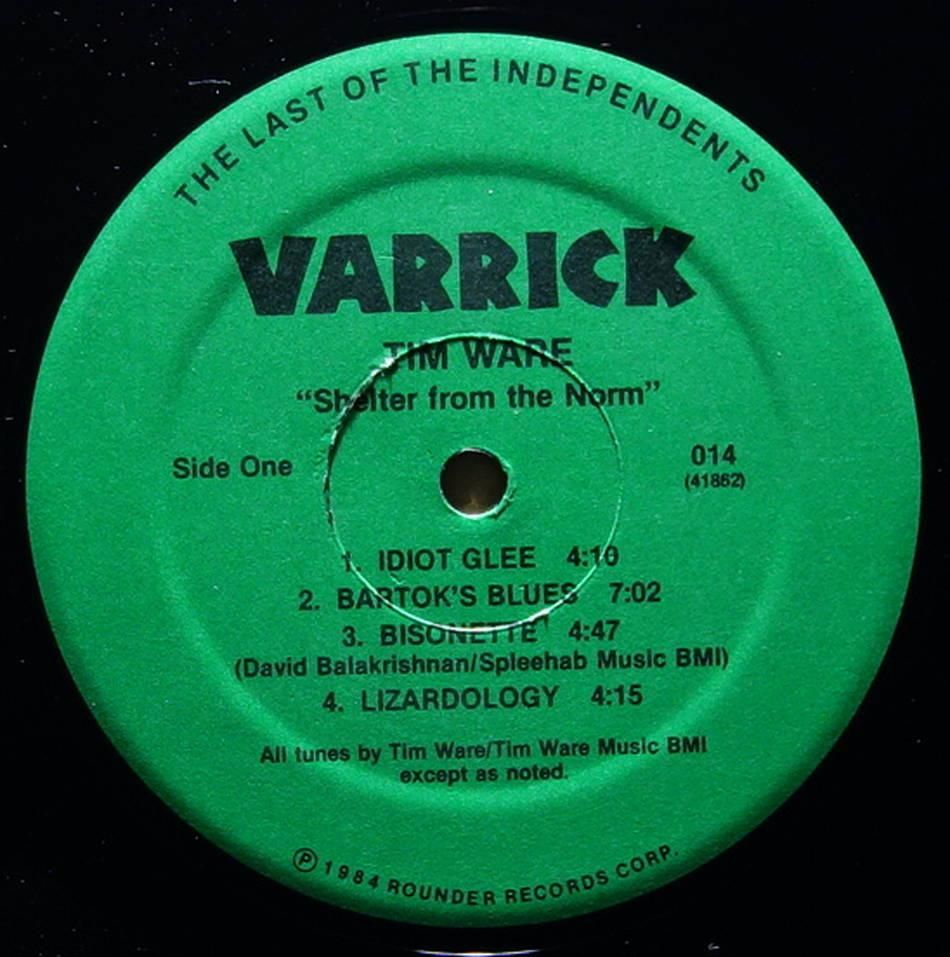 THE LAST OF THE INDEPENDENTS
VARRICK
TIM WARE
“Shelter from the Norm”
Side One
014
(41862)
1. IDIOT GLEE 4:10
2. BARTOK'S BLUES 7:02
3. BISONETTE 4:47
(David Balakrishnan/Spleehab Music BMI)
4. LIZARDOLOGY 4:15
All tunes by Tim Ware/Tim Ware Music BMI
except as noted.
Ⓟ 1984 ROUNDER RECORDS CORP.